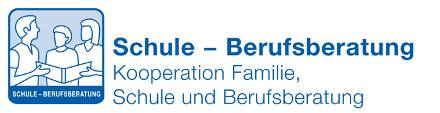 SCHULE – BERUFSBERATUNG
Schule – Berufsberatung
Kooperation Familie,
Schule und Berufsberatung